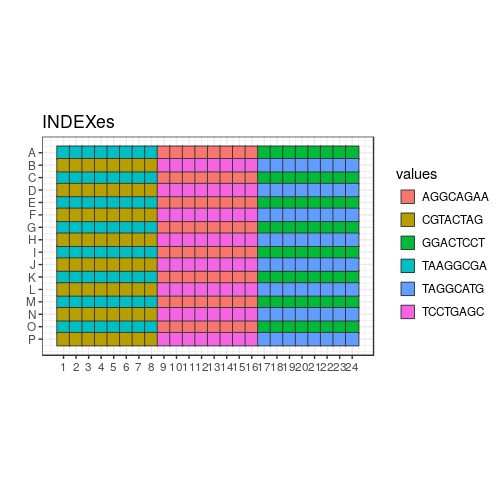 INDEXes
A
B
C
D
E
F
G
H
I
J
K
L
M
N
O
P
1 2 3 4 5 6 7 8 9 10 11 12 13 14 15 16 17 18 19 20 21 22 23 24
values
AGGCAGAA
CGTACTAG
GGACTCCT
TAAGGCGA
TAGGCATG
TCCTGAGC